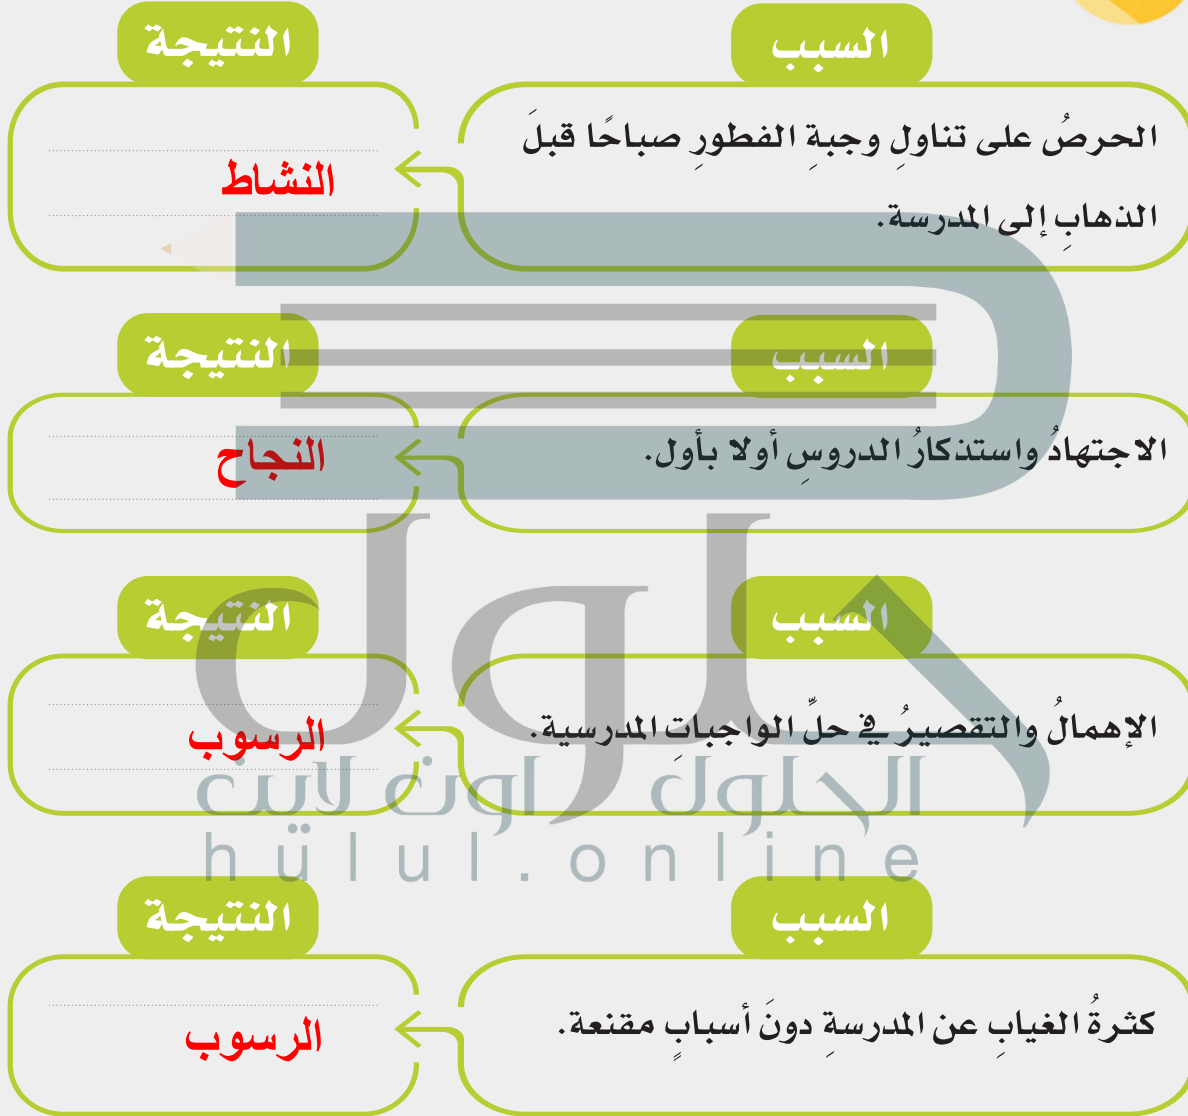 السبب
النتيجة
الحرصُ على تناولِ وجبةِ الفطورِ صباحًا قبلَ
الذهابِ إلى المدرسة.
النشاط
السبب
النتيجة
الاجتهادُ واستذكارُ الدروسِ أولا بأول.
النجاح
السبب
النتيجة
الإهمالُ والتقصيرُ في حلِّ الواجباتِ المدرسية.
الرسوب
السبب
النتيجة
كثرةُ الغيابِ عن المدرسةِ دونَ أسبابٍ مقنعة.
الرسوب
حلول
الحلول اون لاين
hülul.online